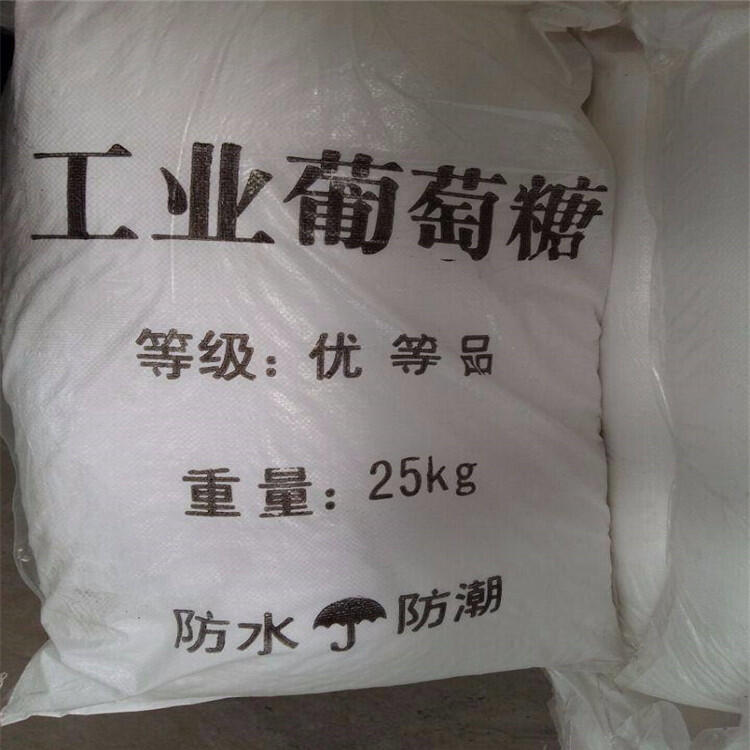 工业葡萄糖
等级：优等品
重量：25kg
防水 防潮